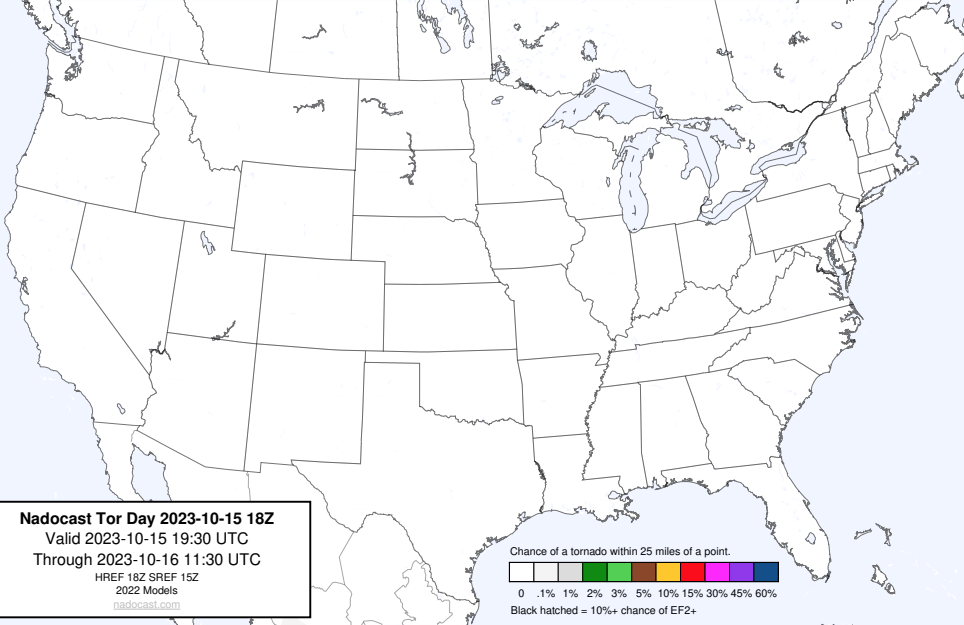 Nadocast Tor Day 2023-10-15 18Z
Valid 2023-10-15 19:30 UTC
Through 2023-10-16 11:30 UTC
HREF 18Z SREF 15Z
2022 Models
nadocast.com
Chance of a tornado within 25 miles of a point.
0 .1% 1% 2% 3% 5% 10% 15% 30% 45% 60%
Black hatched = 10%+ chance of EF2+